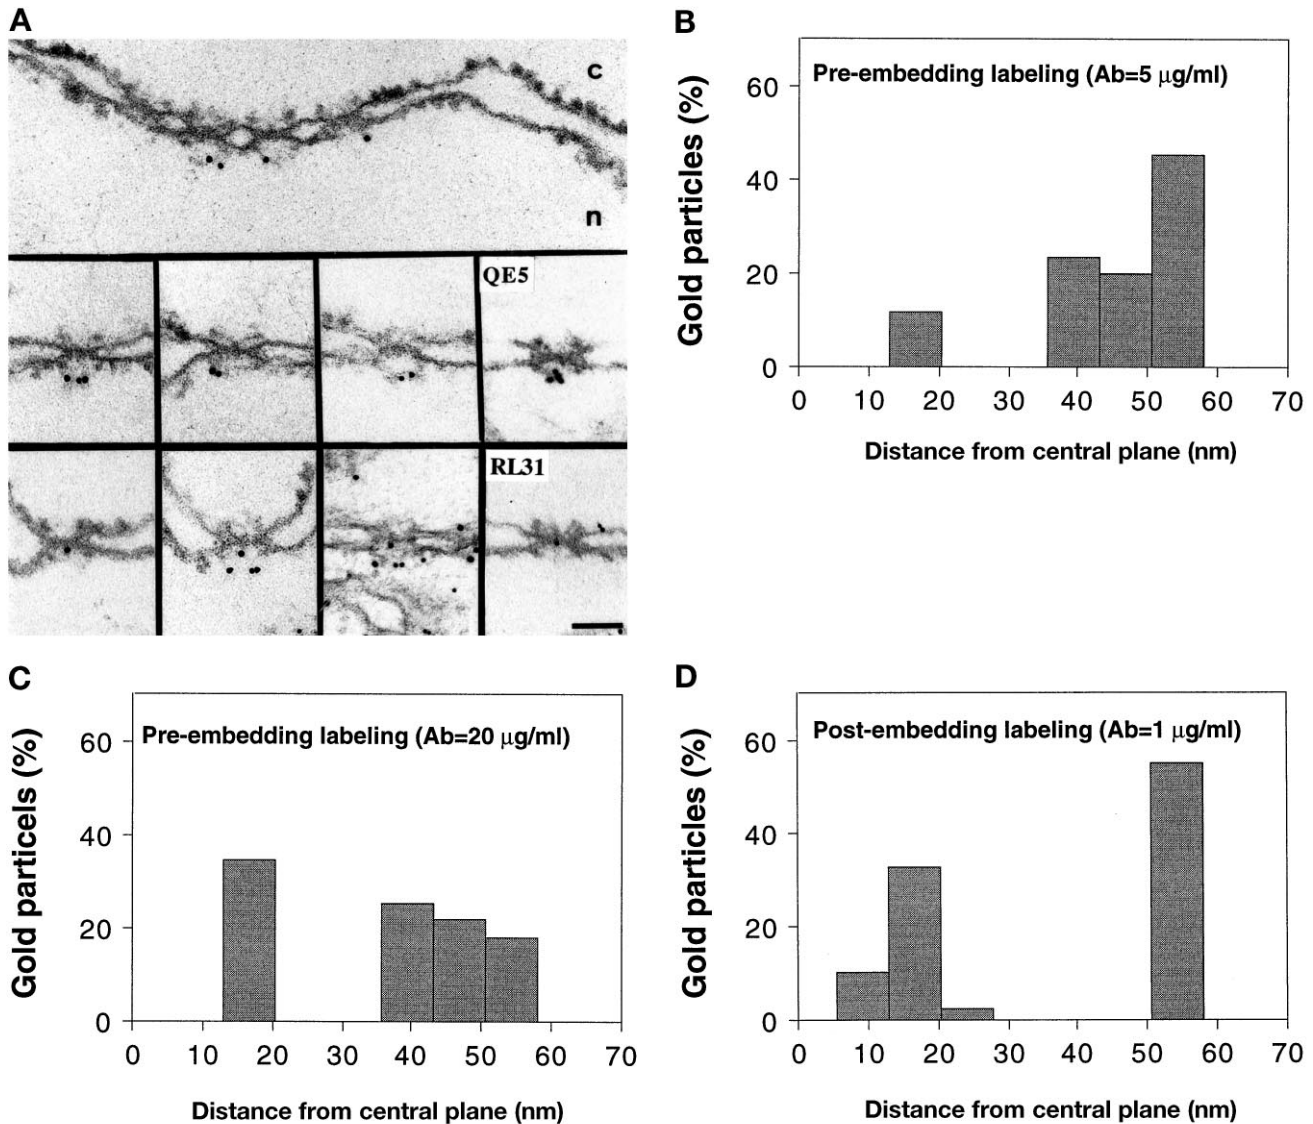 A
c
n
QE5
RL31
B
Pre-embedding labeling (Ab=5 µg/ml)
Gold particles (%)
60
40
20
0
0 10 20 30 40 50 60 70
Distance from central plane (nm)
C
Pre-embedding labeling (Ab=20 µg/ml)
Gold particels (%)
60
40
20
0
0 10 20 30 40 50 60 70
Distance from central plane (nm)
D
Post-embedding labeling (Ab=1 µg/ml)
Gold particles (%)
60
40
20
0
0 10 20 30 40 50 60 70
Distance from central plane (nm)